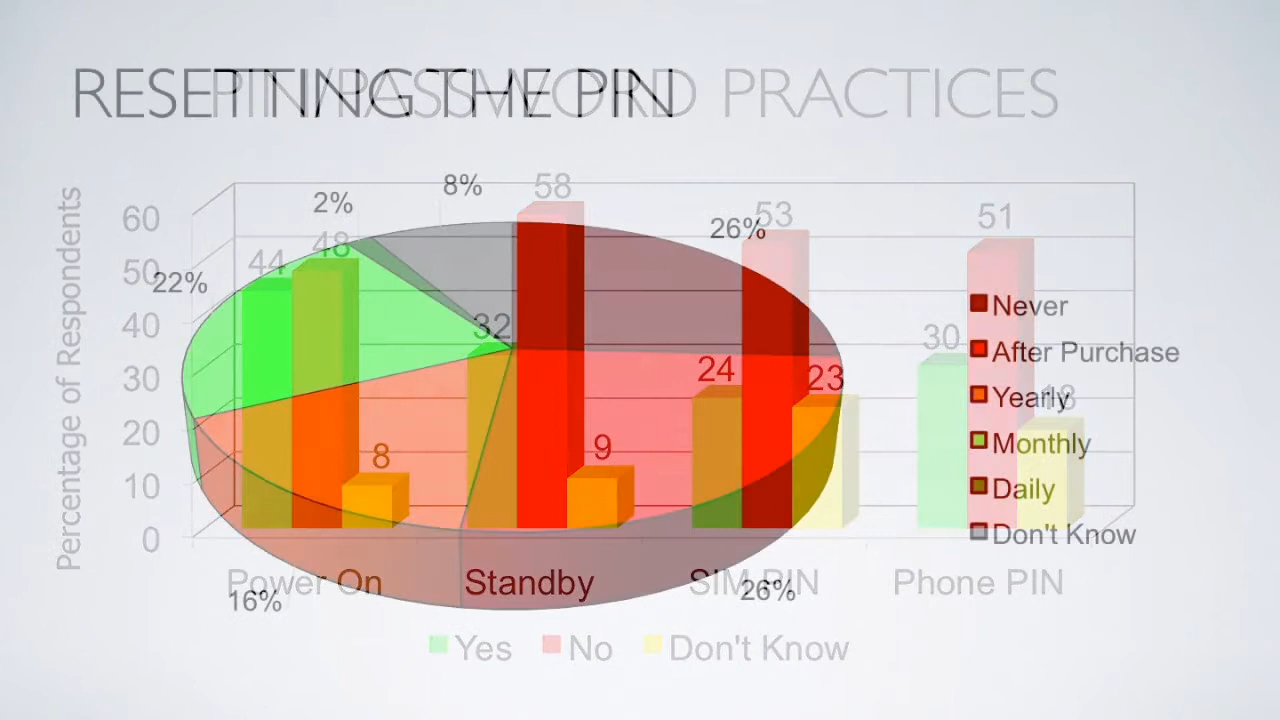 RESETTING THE PIN
PIN/PASSWORD PRACTICES
Percentage of Respondents
60
50
40
30
20
10
0
44
48
8
32
58
9
24
53
23
30
51
18
2%
8%
26%
22%
16%
26%
Never
After Purchase
Yearly
Monthly
Daily
Don't Know
Power On
Standby
SIM PIN
Phone PIN
Yes
No
Don't Know